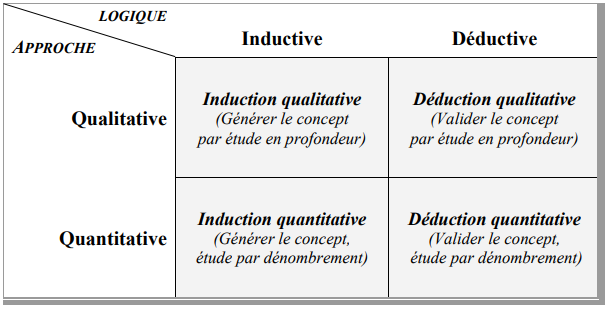 LOGIQUE
APPROCHE
Inductive
Déductive
Qualitative
Induction qualitative
(Générer le concept
par étude en profondeur)
Déduction qualitative
(Valider le concept
par étude en profondeur)
Quantitative
Induction quantitative
(Générer le concept,
étude par dénombrement)
Déduction quantitative
(Valider le concept,
étude par dénombrement)